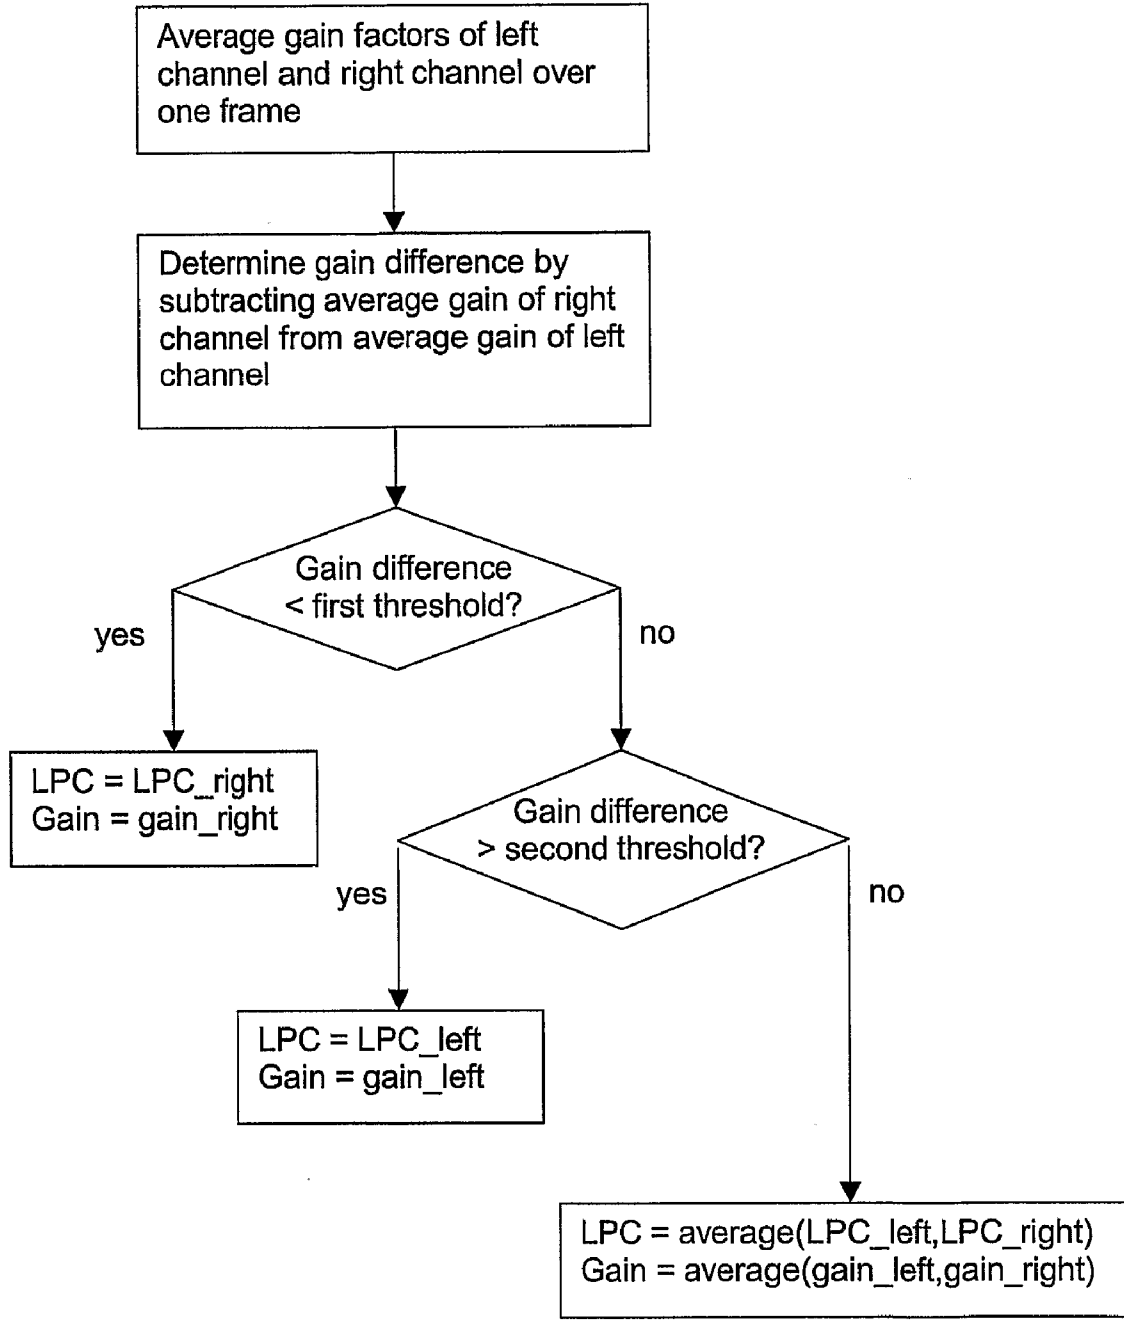 Average gain factors of left
channel and right channel over
one frame
Determine gain difference by
subtracting average gain of right
channel from average gain of left
channel
Gain difference
< first threshold?
yes
no
LPC = LPC_right
Gain = gain_right
Gain difference
> second threshold?
yes
no
LPC = LPC_left
Gain = gain_left
LPC = average(LPC_left,LPC_right)
Gain = average(gain_left,gain_right)